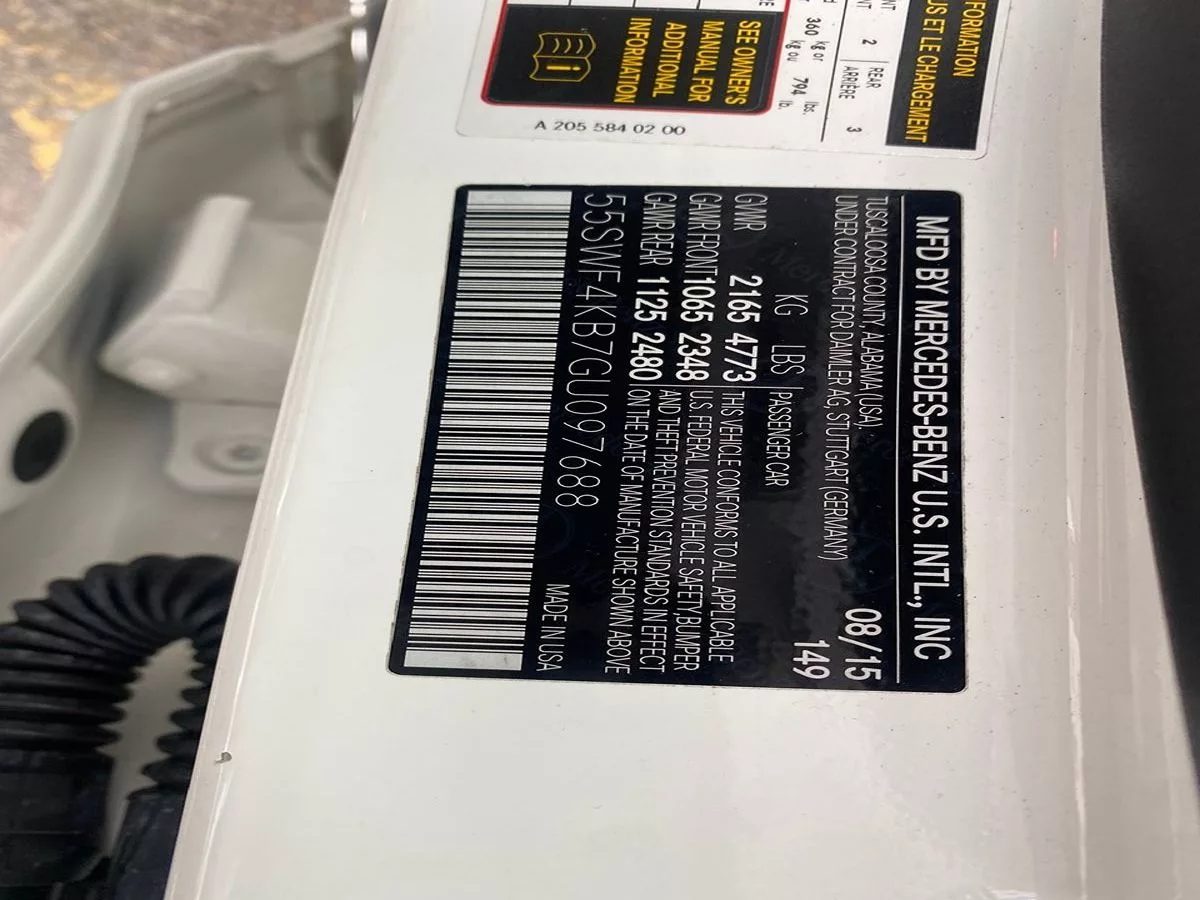 FORMATION
US ET LE CHARGEMENT
2
REAR
ARRIÈRE
3
360 kg or 794 lbs.
kg ou lb.
SEE OWNER'S
MANUAL FOR
ADDITIONAL
INFORMATION
A 205 584 02 00
MFD BY MERCEDES-BENZ U.S. INTL., INC
TUSCALOOSA COUNTY, ALABAMA (USA), 08/15
UNDER CONTRACT FOR DAIMLER AG, STUTTGART (GERMANY) 149
KG LBS PASSENGER CAR
GVWR 2165 4773 THIS VEHICLE CONFORMS TO ALL APPLICABLE
GAWR FRONT 1065 2348 U.S. FEDERAL MOTOR VEHICLE SAFETY, BUMPER
GAWR REAR 1125 2480 AND THEFT PREVENTION STANDARDS IN EFFECT
ON THE DATE OF MANUFACTURE SHOWN ABOVE
55SWF4KB7GU097688 MADE IN USA